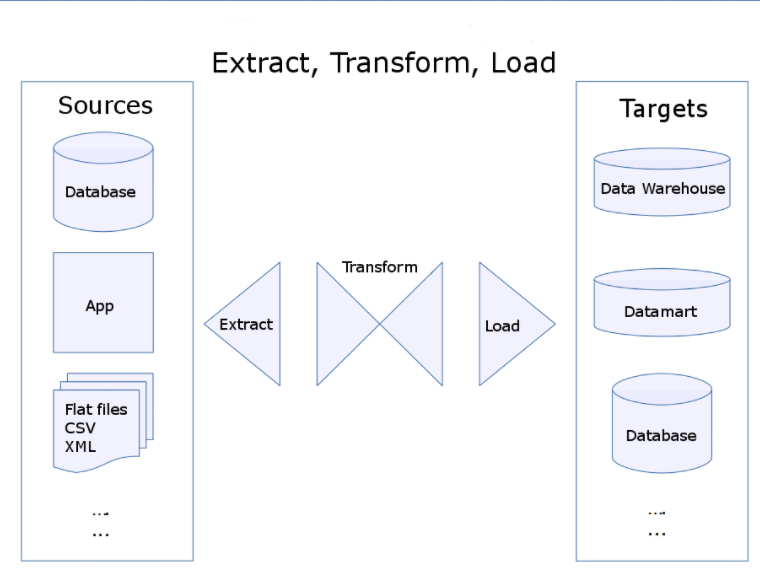 Extract, Transform, Load
Sources
Database
App
Flat files
CSV
XML
...
...
Extract
Transform
Load
Targets
Data Warehouse
Datamart
Database
...
...